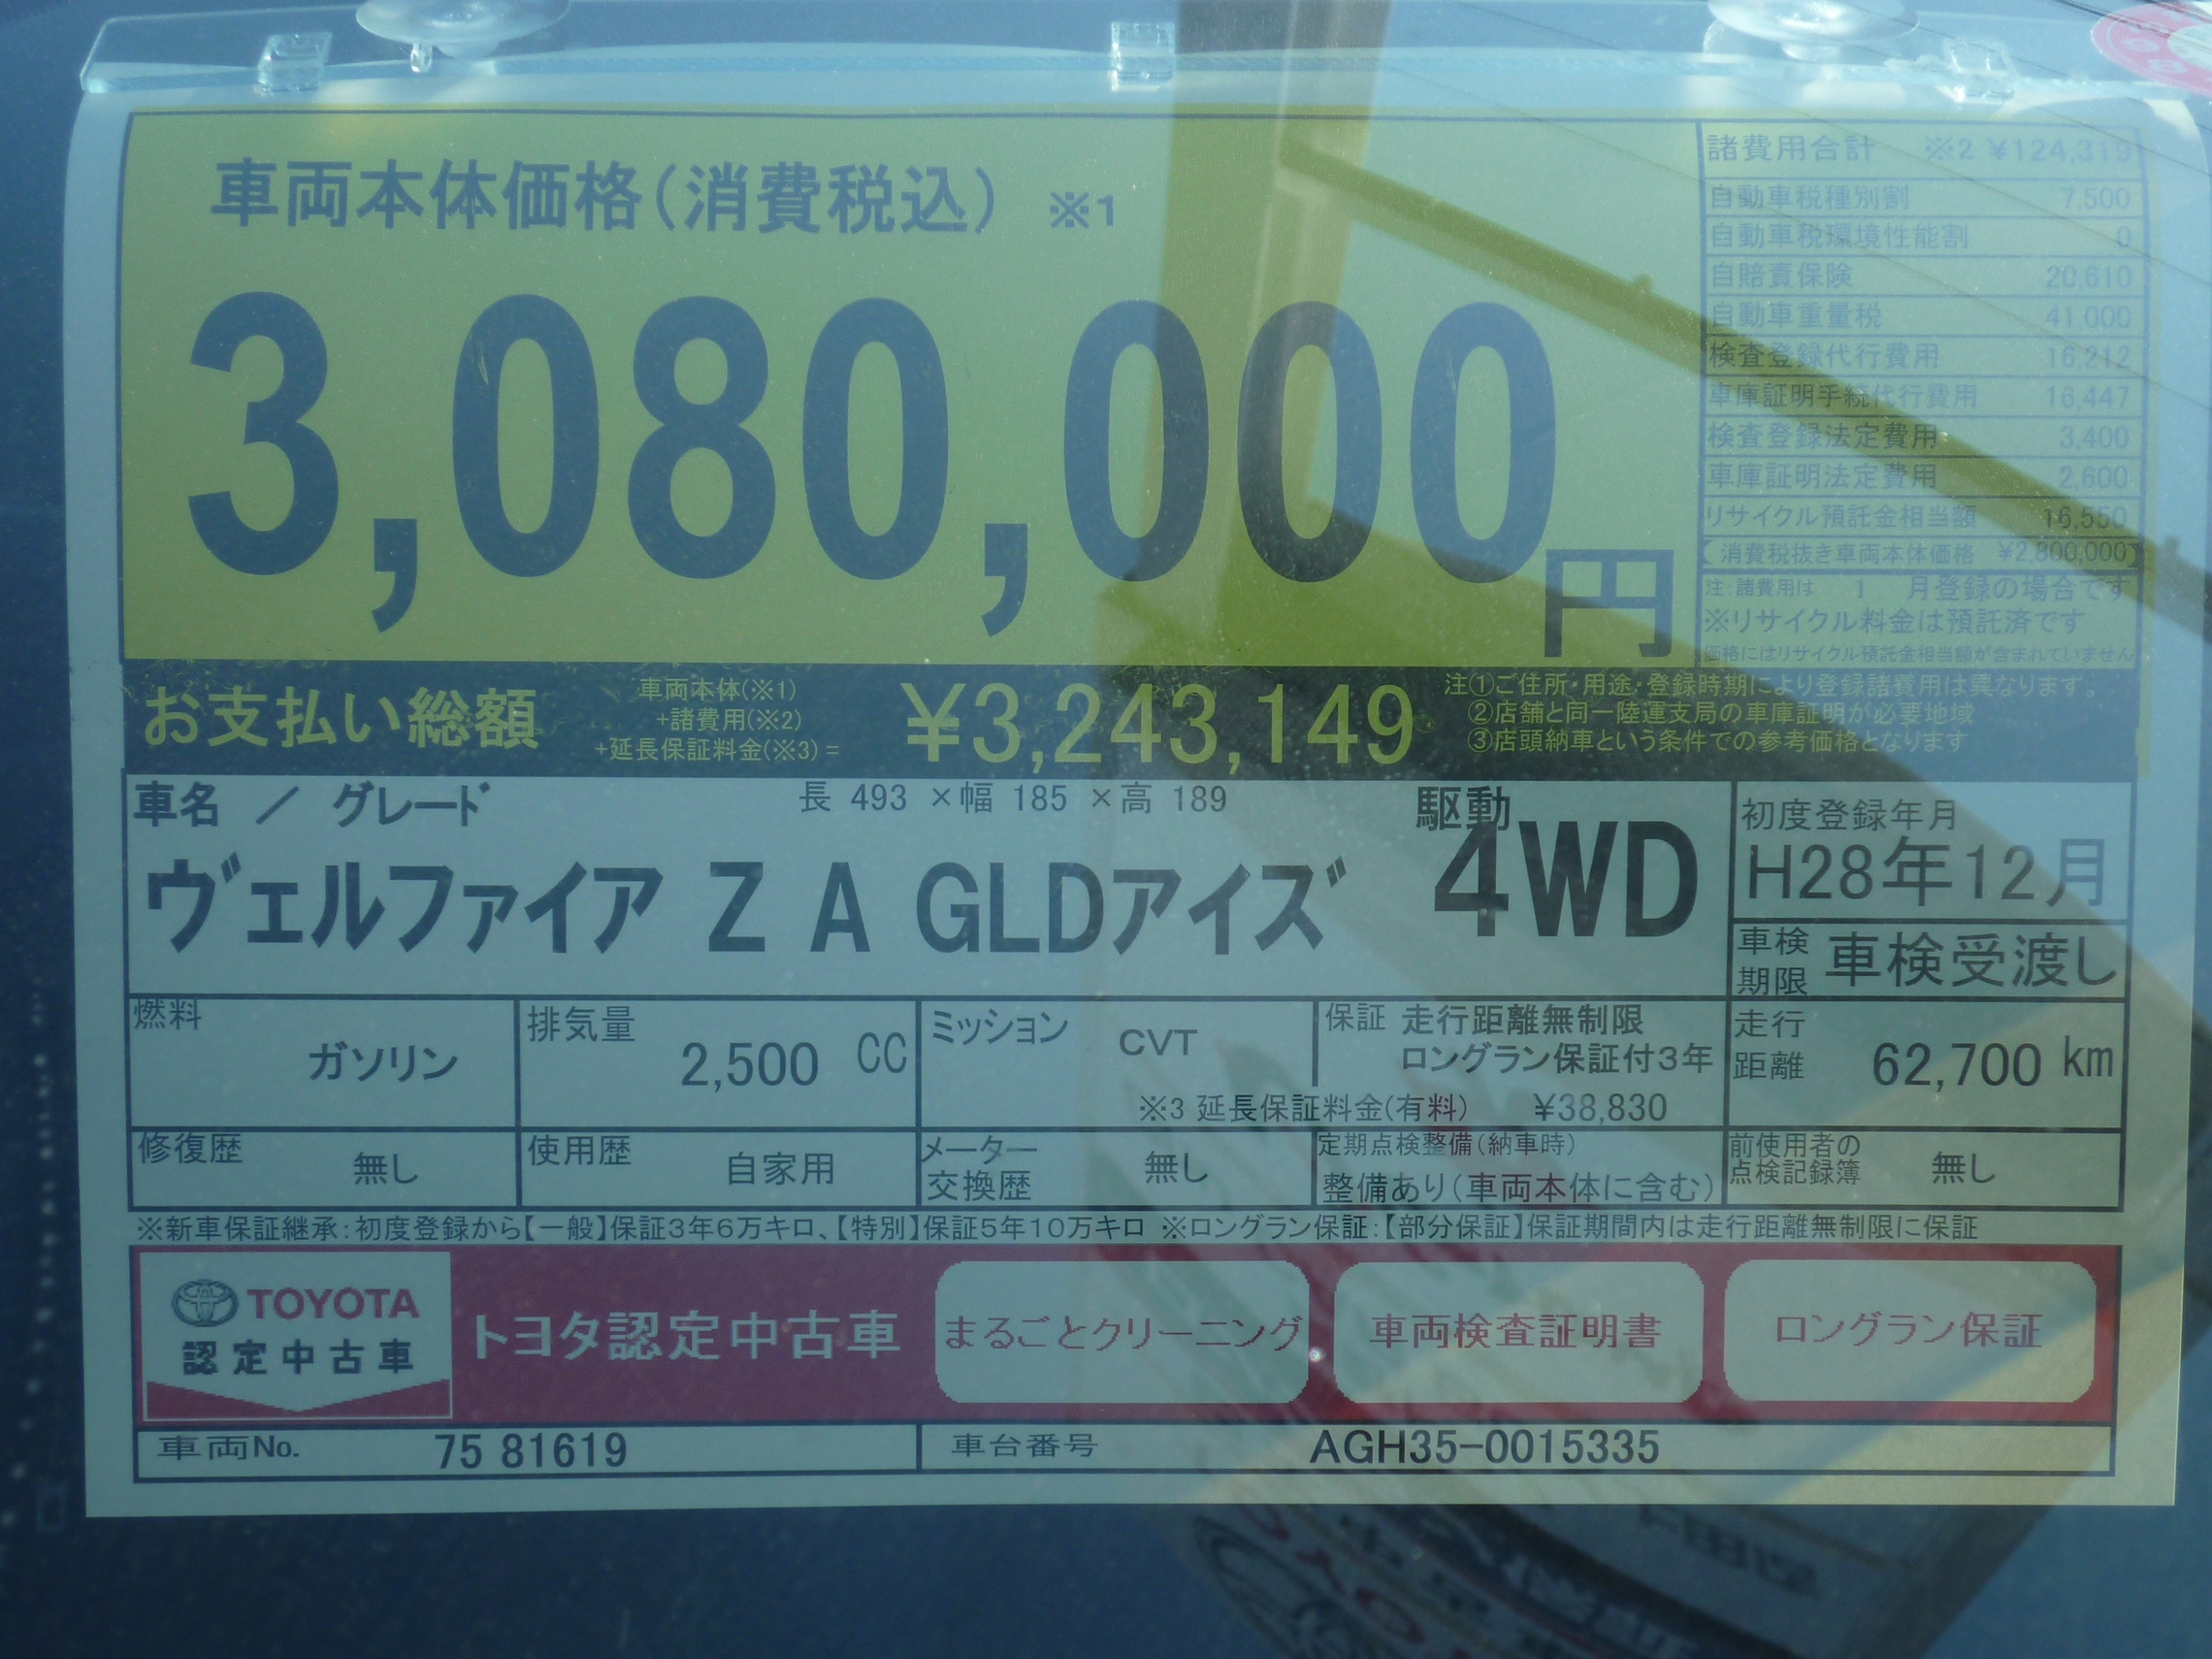 車両本体価格(消費税込) ※1
3,080,000円
諸費用合計 ※2 ¥124,319
自動車税種別割 7,500
自動車税環境性能割 0
自賠責保険 20,610
自動車重量税 41,000
検査登録代行費用 16,212
車庫証明手続代行費用 16,447
検査登録法定費用 3,400
車庫証明法定費用 2,600
リサイクル預託金相当額 16,550
【消費税抜き車両本体価格 ¥2,800,000】
注:諸費用は 1 月登録の場合です
※リサイクル料金は預託済です
価格にはリサイクル預託金相当額が含まれていません
お支払い総額
車両本体(※1)
+諸費用(※2)
+延長保証料金(※3)=
¥3,243,149
注①ご住所・用途・登録時期により登録諸費用は異なります。
②店舗と同一陸運支局の車庫証明が必要地域
③店頭納車という条件での参考価格となります
車名 / グレード 長 493 ×幅 185 ×高 189
ヴェルファイア Z A GLDアイズ
駆動
4WD
初度登録年月
H28年12月
車検
期限
車検受渡し
燃料
ガソリン
排気量
2,500 CC
ミッション
CVT
保証 走行距離無制限
ロングラン保証付3年
※3 延長保証料金(有料) ¥38,830
走行
距離
62,700 km
修復歴
無し
使用歴
自家用
メーター
交換歴
無し
定期点検整備(納車時)
整備あり(車両本体に含む)
前使用者の
点検記録簿
無し
※新車保証継承:初度登録から【一般】保証3年6万キロ、【特別】保証5年10万キロ ※ロングラン保証:【部分保証】保証期間内は走行距離無制限に保証
TOYOTA
認定中古車
トヨタ認定中古車
まるごとクリーニング
車両検査証明書
ロングラン保証
車両No. 75 81619
車台番号 AGH35-0015335